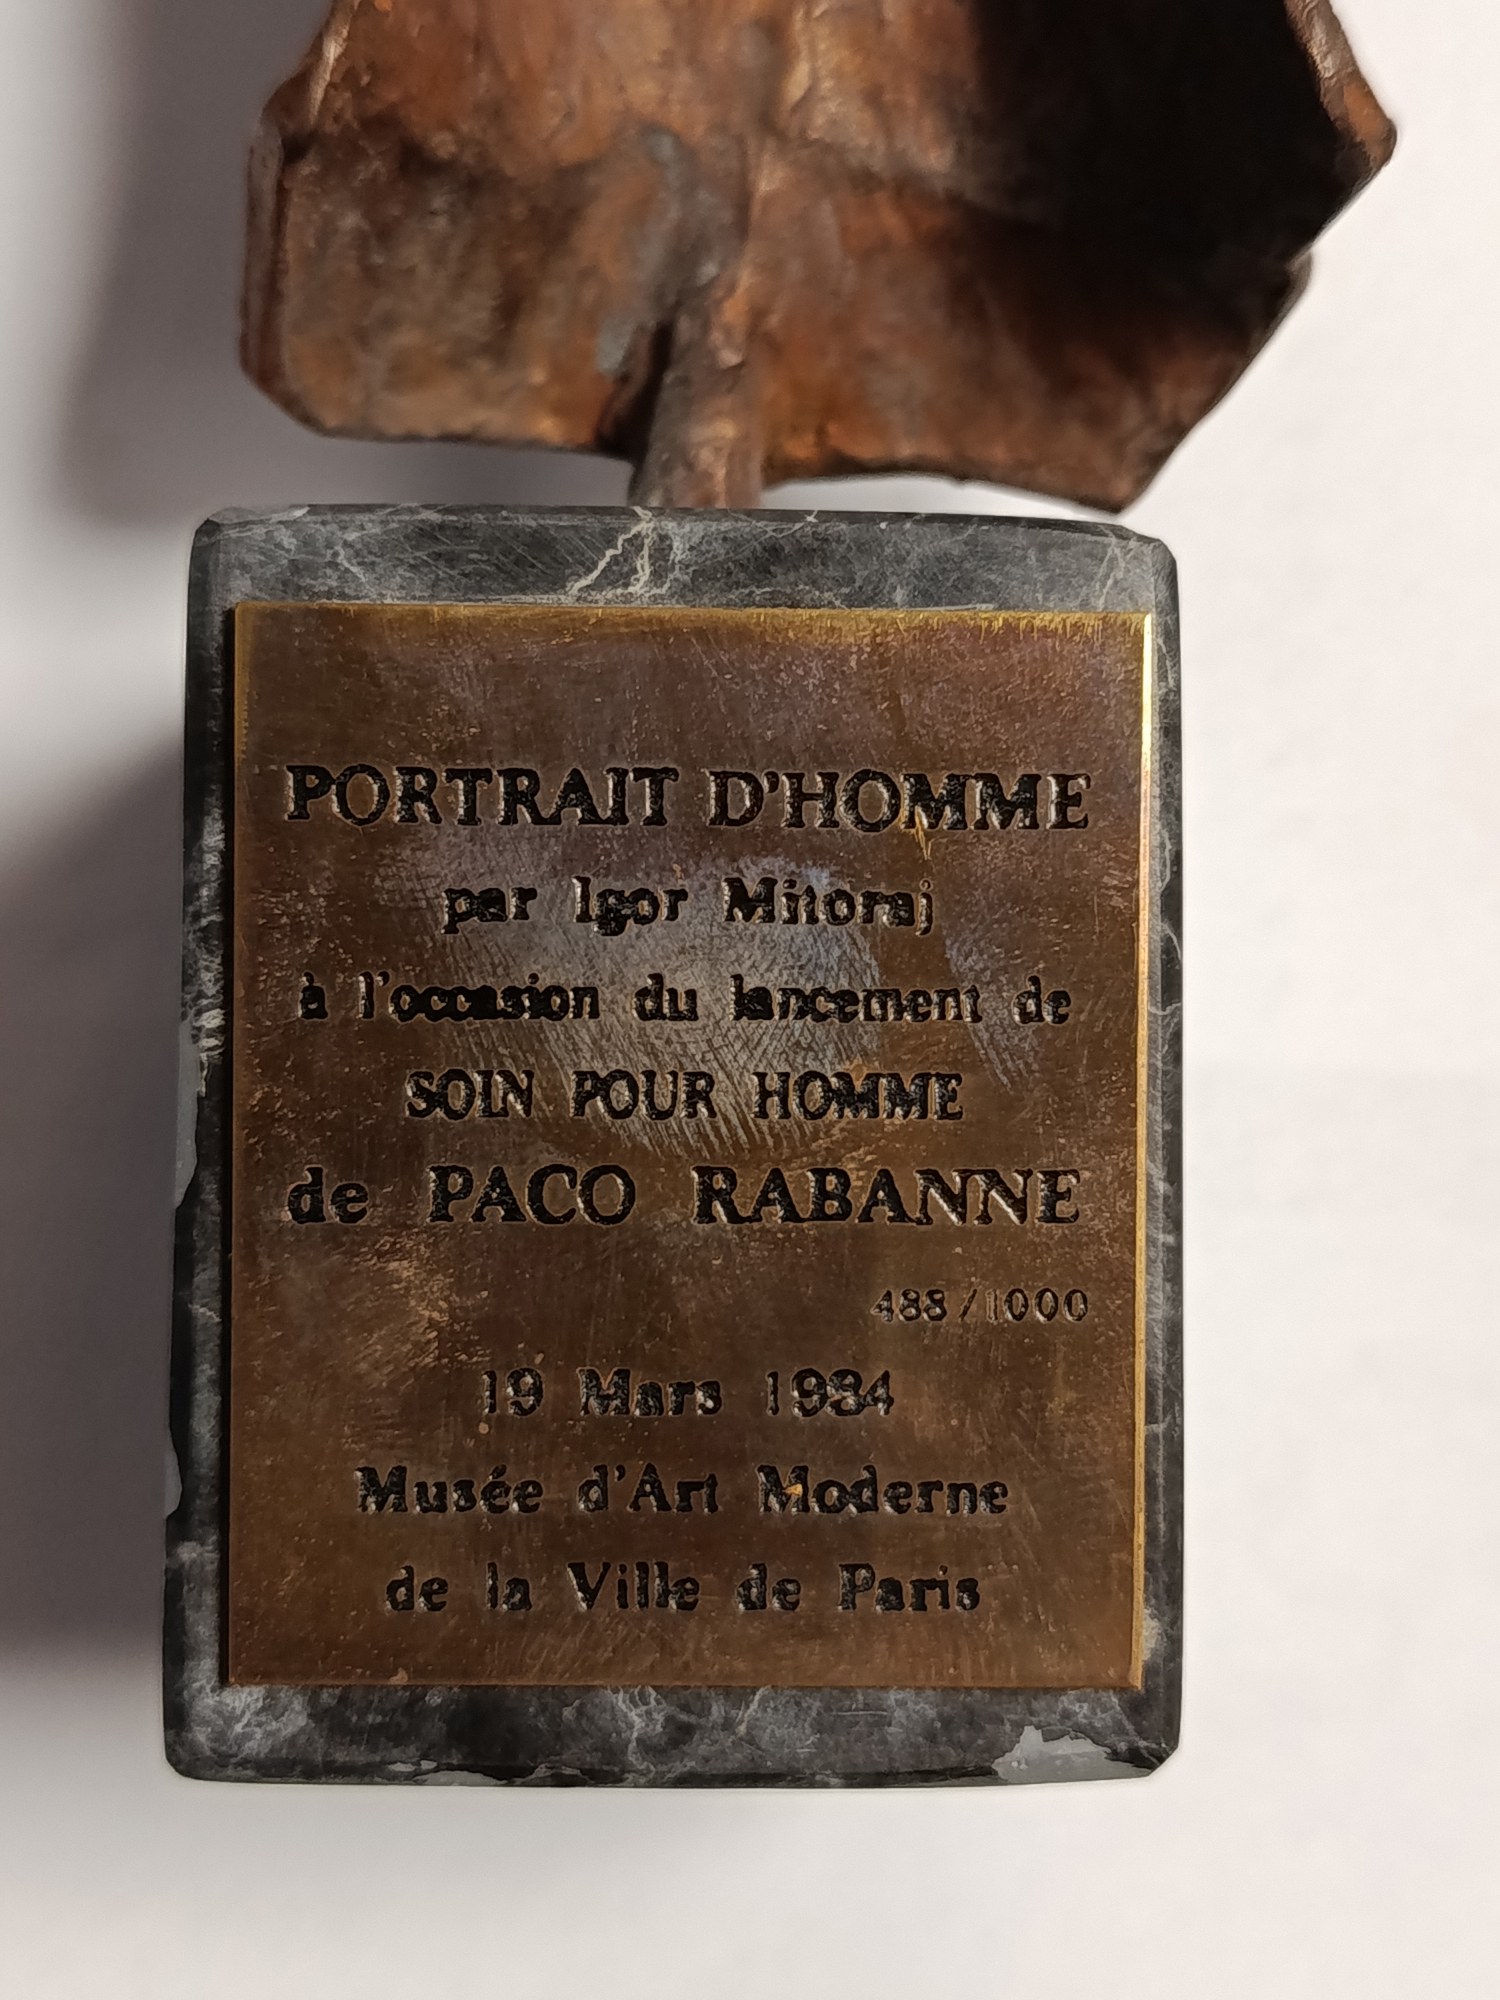 PORTRAIT D'HOMME
par Igor Mitoraj
à l'occasion du lancement de
SOIN POUR HOMME
de PACO RABANNE
488/1000
19 Mars 1984
Musée d'Art Moderne
de la Ville de Paris